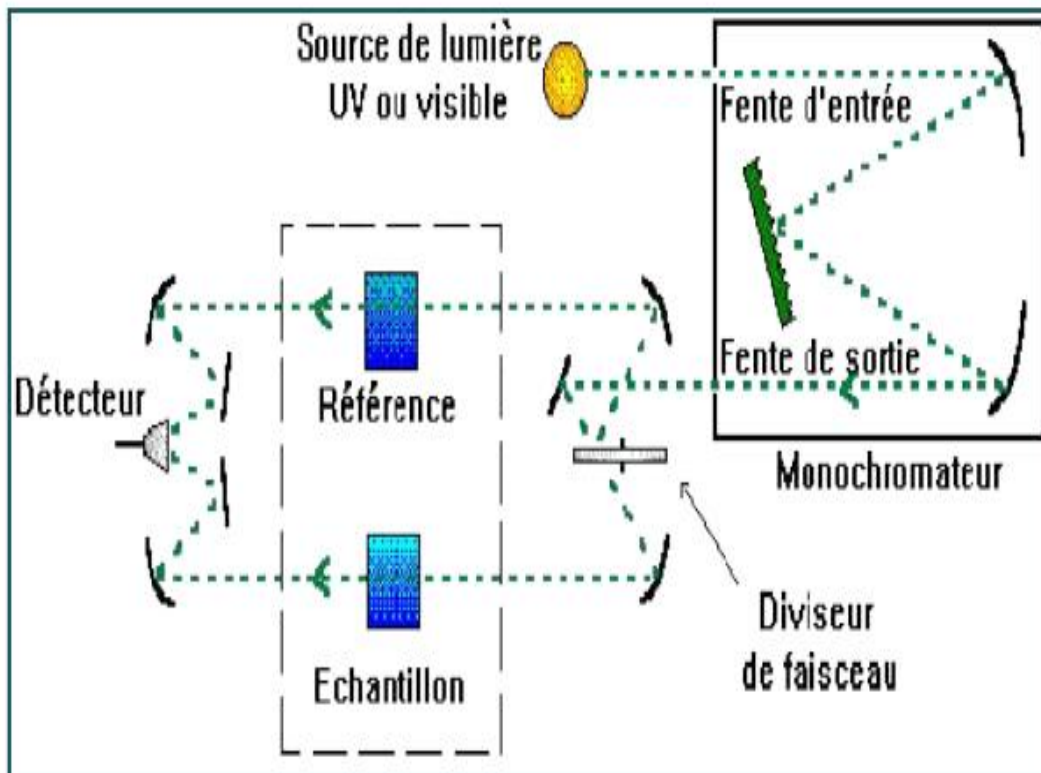 Source de lumière
UV ou visible
Fente d'entrée
Fente de sortie
Monochromateur
Détecteur
Référence
Echantillon
Diviseur
de faisceau